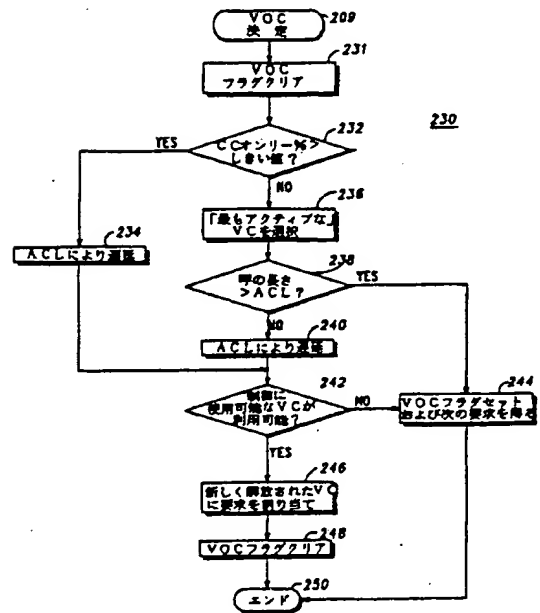 VOC
決定
209
231
VOC
フラグクリア
232
230
YES
CCオンリー%>
しきい値?
NO
236
「最もアクティブな」
VCを選択
234
ACLにより遅延
238
YES
呼の長さ
>ACL?
NO
240
ACLにより遅延
242
制御に
使用可能なVCが
利用可能?
NO
244
VOCフラグセット
および次の要求を得る
YES
246
新しく解放されたVC
に要求を割り当て
248
VOCフラグクリア
250
エンド